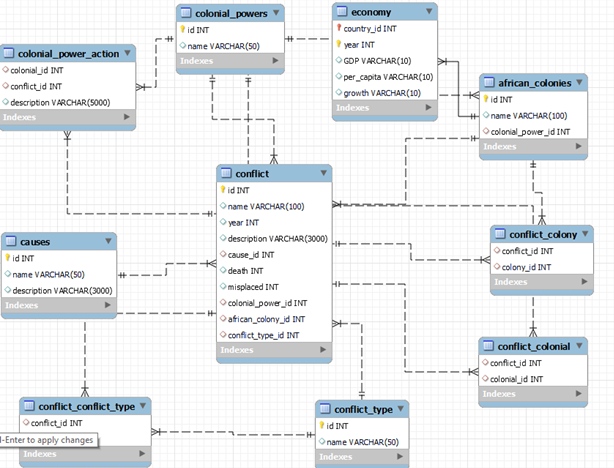 colonial_powers
id INT
name VARCHAR(50)
Indexes
economy
country_id INT
year INT
GDP VARCHAR(10)
per_capita VARCHAR(10)
growth VARCHAR(10)
Indexes
colonial_power_action
colonial_id INT
conflict_id INT
description VARCHAR(5000)
Indexes
african_colonies
id INT
name VARCHAR(100)
colonial_power_id INT
Indexes
conflict
id INT
name VARCHAR(100)
year INT
description VARCHAR(3000)
cause_id INT
death INT
misplaced INT
colonial_power_id INT
african_colony_id INT
conflict_type_id INT
Indexes
causes
id INT
name VARCHAR(50)
description VARCHAR(3000)
Indexes
conflict_colony
conflict_id INT
colony_id INT
Indexes
conflict_colonial
conflict_id INT
colonial_id INT
Indexes
conflict_conflict_type
conflict_id INT
l-Enter to apply changes
conflict_type
id INT
name VARCHAR(50)
Indexes